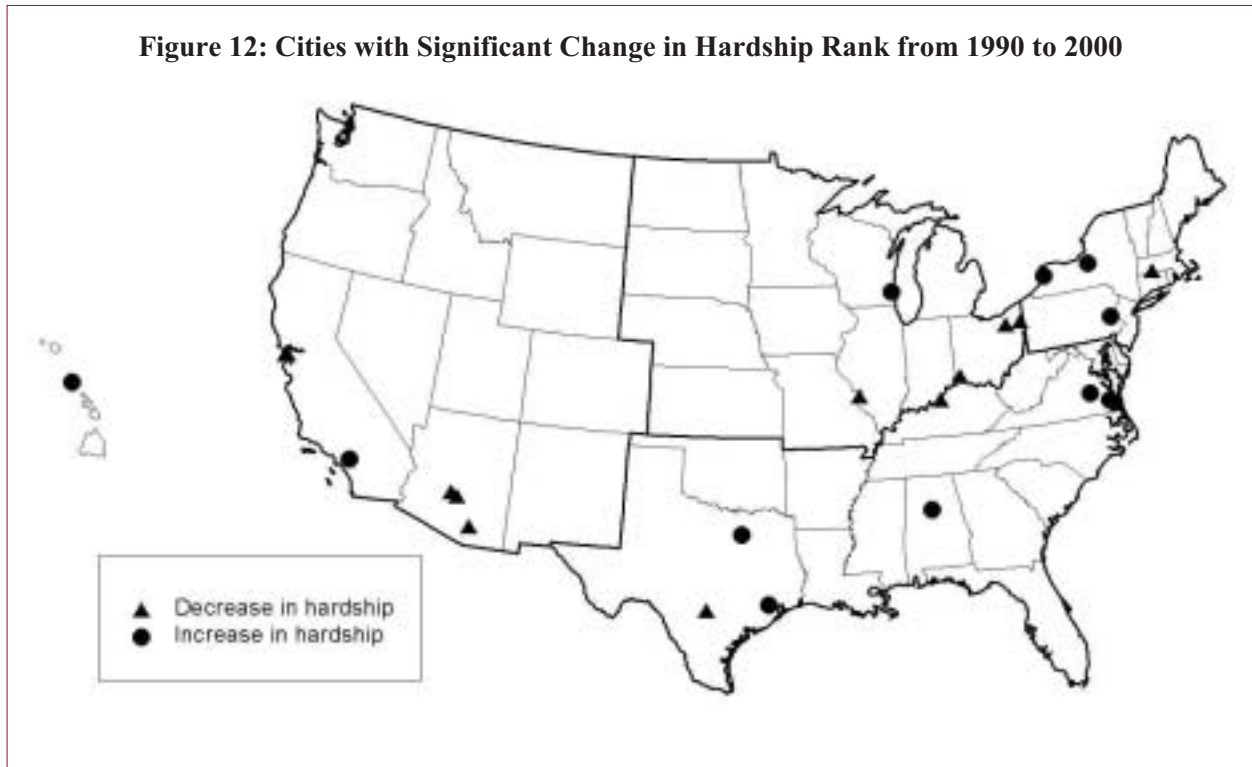 Figure 12: Cities with Significant Change in Hardship Rank from 1990 to 2000
Decrease in hardship
Increase in hardship